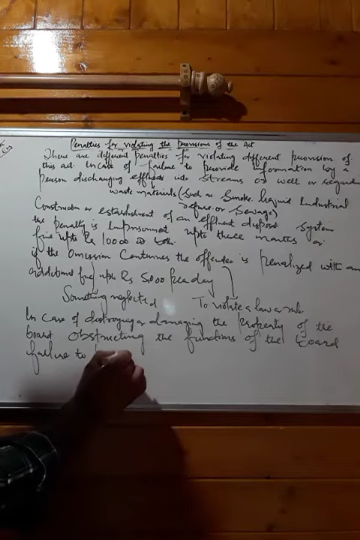 Penalties for violating the Provisions of the Act
There are different penalties for violating different provision of
this act In case of failure to provide information by a
person discharging effluents into Streams or well or
waste materials (Such as Smoke liquid Industrial
refuse or Sewage)
Construction or establishment of an effluent dispose system
the penalty is Imprisonment upto three months or
fine upto Rs 10000 or both.
if the Omission Continues the offender is penalized with an
additional fine upto Rs 5000 per day
Something neglected To violate a law or rule
In case of destroying or damaging the Property of the
board Obstructing the functions of the board
failure to